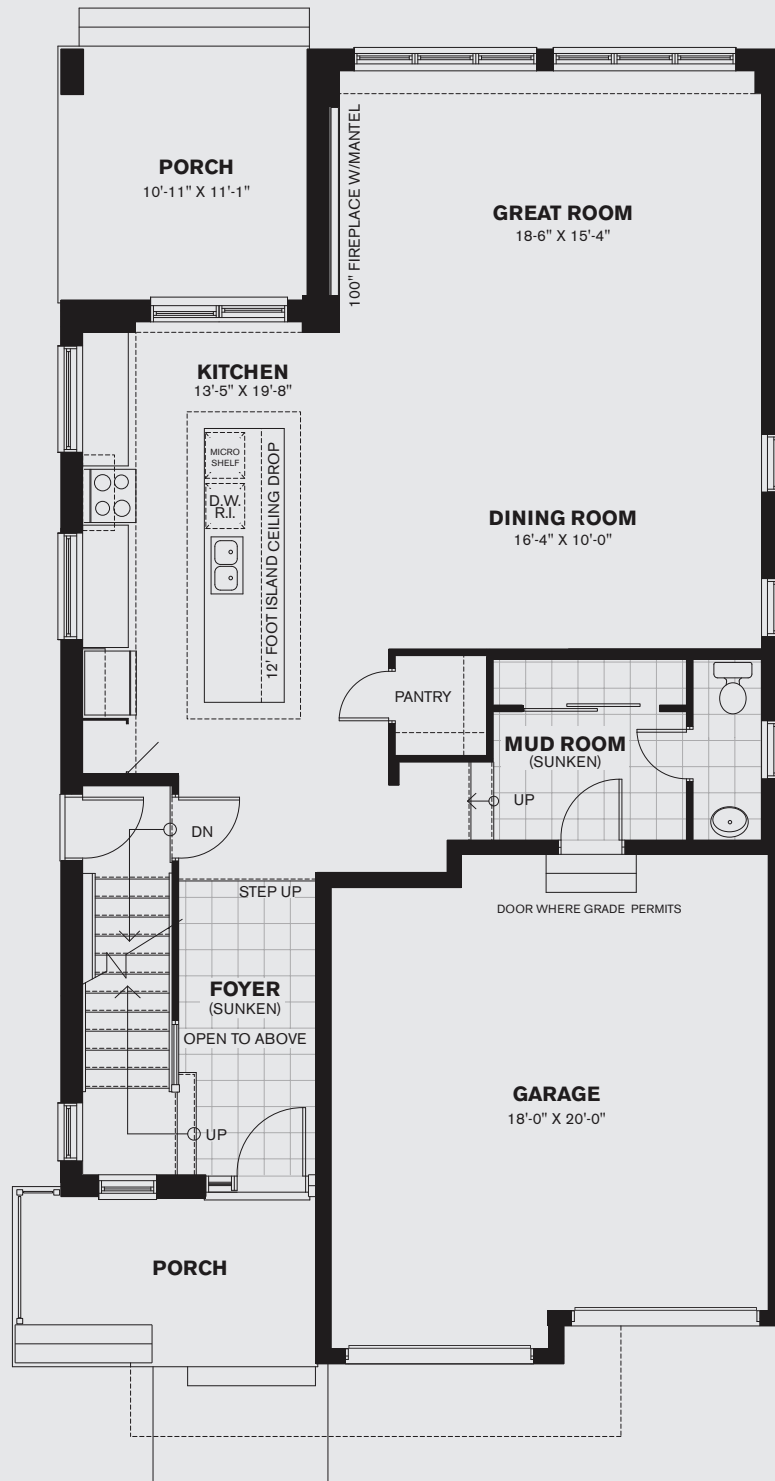 PORCH
10'-11" X 11'-1"
100" FIREPLACE W/MANTEL
GREAT ROOM
18-6" X 15'-4"
KITCHEN
13'-5" X 19'-8"
MICRO
SHELF
D.W.
R.I.
12' FOOT ISLAND CEILING DROP
DINING ROOM
16'-4" X 10'-0"
PANTRY
MUD ROOM
(SUNKEN)
UP
DN
STEP UP
DOOR WHERE GRADE PERMITS
FOYER
(SUNKEN)
OPEN TO ABOVE
UP
GARAGE
18'-0" X 20'-0"
PORCH